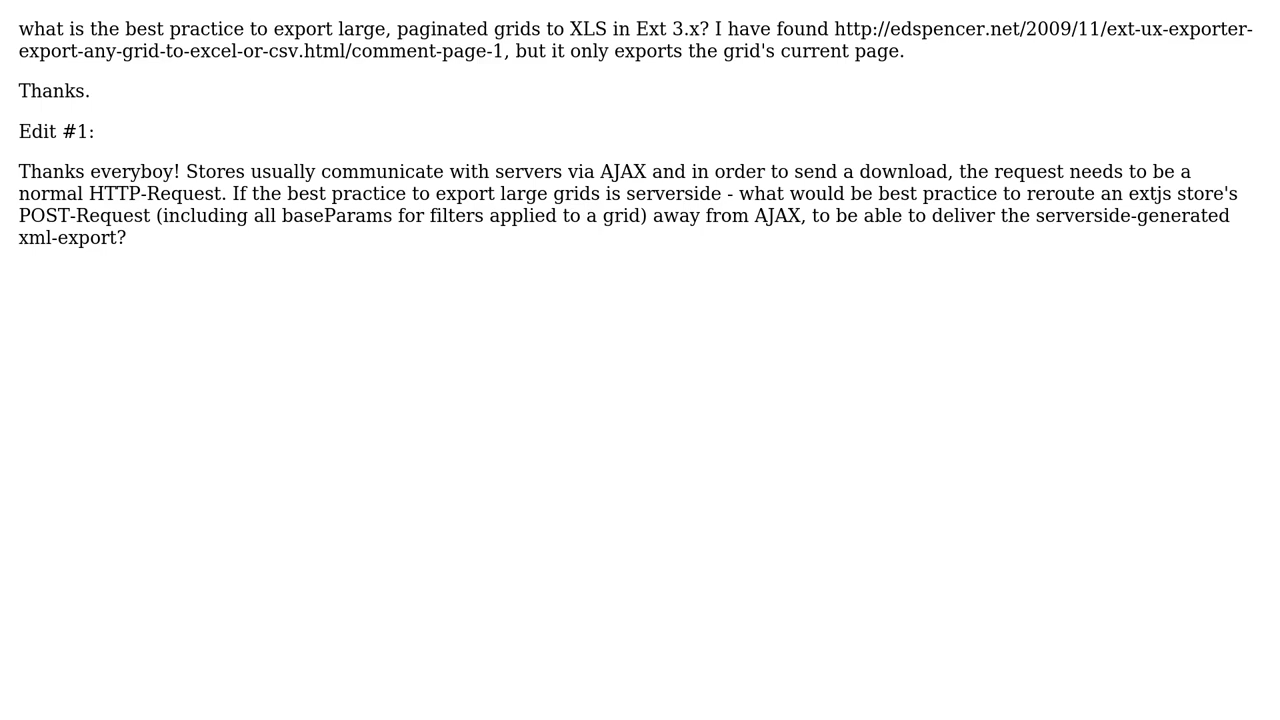 what is the best practice to export large, paginated grids to XLS in Ext 3.x? I have found http://edspencer.net/2009/11/ext-ux-exporter-
export-any-grid-to-excel-or-csv.html/comment-page-1, but it only exports the grid's current page.
Thanks.
Edit #1:
Thanks everyboy! Stores usually communicate with servers via AJAX and in order to send a download, the request needs to be a
normal HTTP-Request. If the best practice to export large grids is serverside - what would be best practice to reroute an extjs store's
POST-Request (including all baseParams for filters applied to a grid) away from AJAX, to be able to deliver the serverside-generated
xml-export?